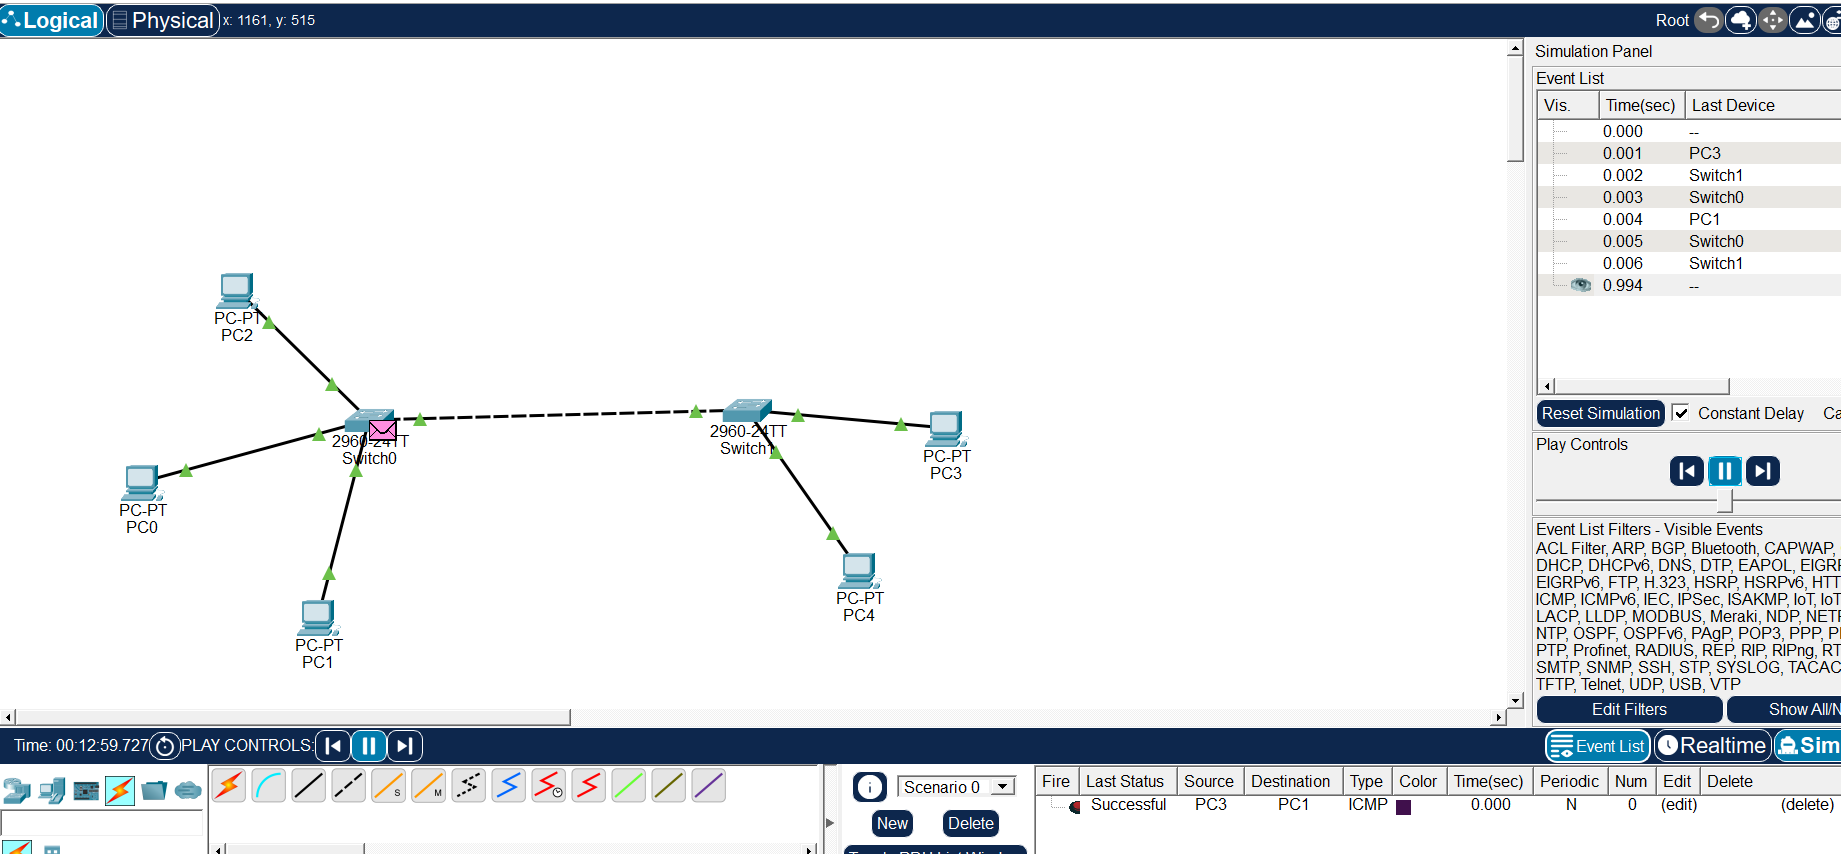 Logical
Physical
x: 1161, y: 515
Root
Simulation Panel
Event List
Vis.
Time(sec)
Last Device
0.000 --
0.001 PC3
0.002 Switch1
0.003 Switch0
0.004 PC1
0.005 Switch0
0.006 Switch1
0.994 --
Reset Simulation
Constant Delay
Ca
Play Controls
Event List Filters - Visible Events
ACL Filter, ARP, BGP, Bluetooth, CAPWAP,
DHCP, DHCPv6, DNS, DTP, EAPOL, EIGRP
EIGRPv6, FTP, H.323, HSRP, HSRPv6, HTT
ICMP, ICMPv6, IEC, IPSec, ISAKMP, IoT, IoT
LACP, LLDP, MODBUS, Meraki, NDP, NETF
NTP, OSPF, OSPFv6, PAgP, POP3, PPP, P
PTP, Profinet, RADIUS, REP, RIP, RIPng, RT
SMTP, SNMP, SSH, STP, SYSLOG, TACAC
TFTP, Telnet, UDP, USB, VTP
Edit Filters
Show All/N
PC-PT
PC2
2960-24TT
Switch0
2960-24TT
Switch1
PC-PT
PC3
PC-PT
PC0
PC-PT
PC4
PC-PT
PC1
Time: 00:12:59.727
PLAY CONTROLS:
Event List
Realtime
Sim
S
M
i
Scenario 0
New
Delete
Fire
Last Status
Source
Destination
Type
Color
Time(sec)
Periodic
Num
Edit
Delete
Successful PC3 PC1 ICMP 0.000 N 0 (edit) (delete)